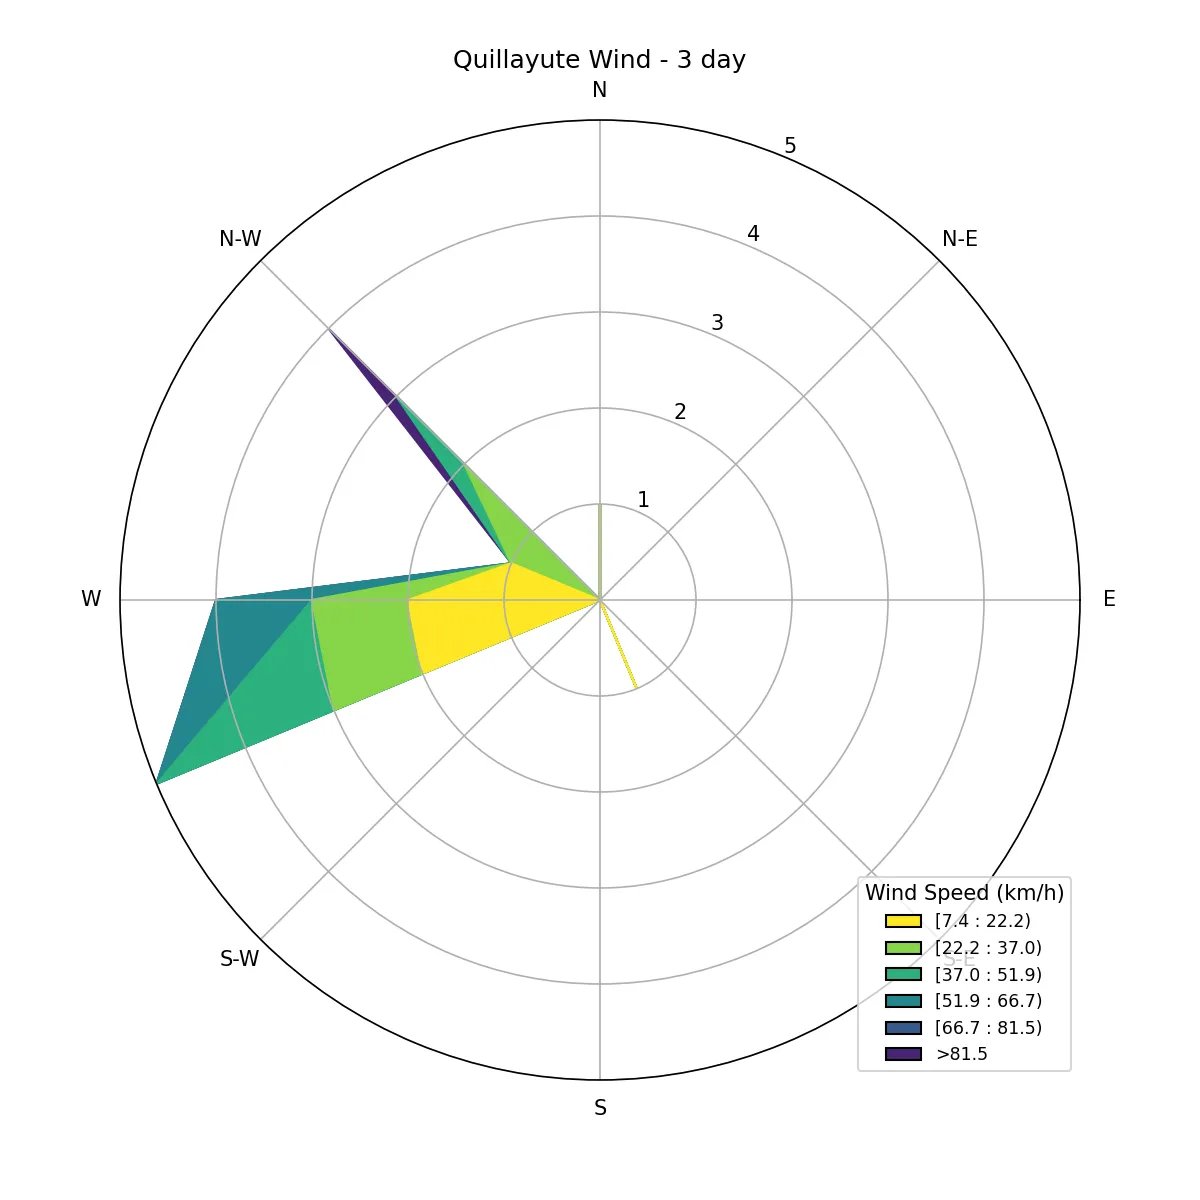 Quillayute Wind - 3 day
N
5
N-W
N-E
4
3
2
1
W
E
Wind Speed (km/h)
[7.4 : 22.2)
[22.2 : 37.0)
S-W
S-E
[37.0 : 51.9)
[51.9 : 66.7)
[66.7 : 81.5)
>81.5
S